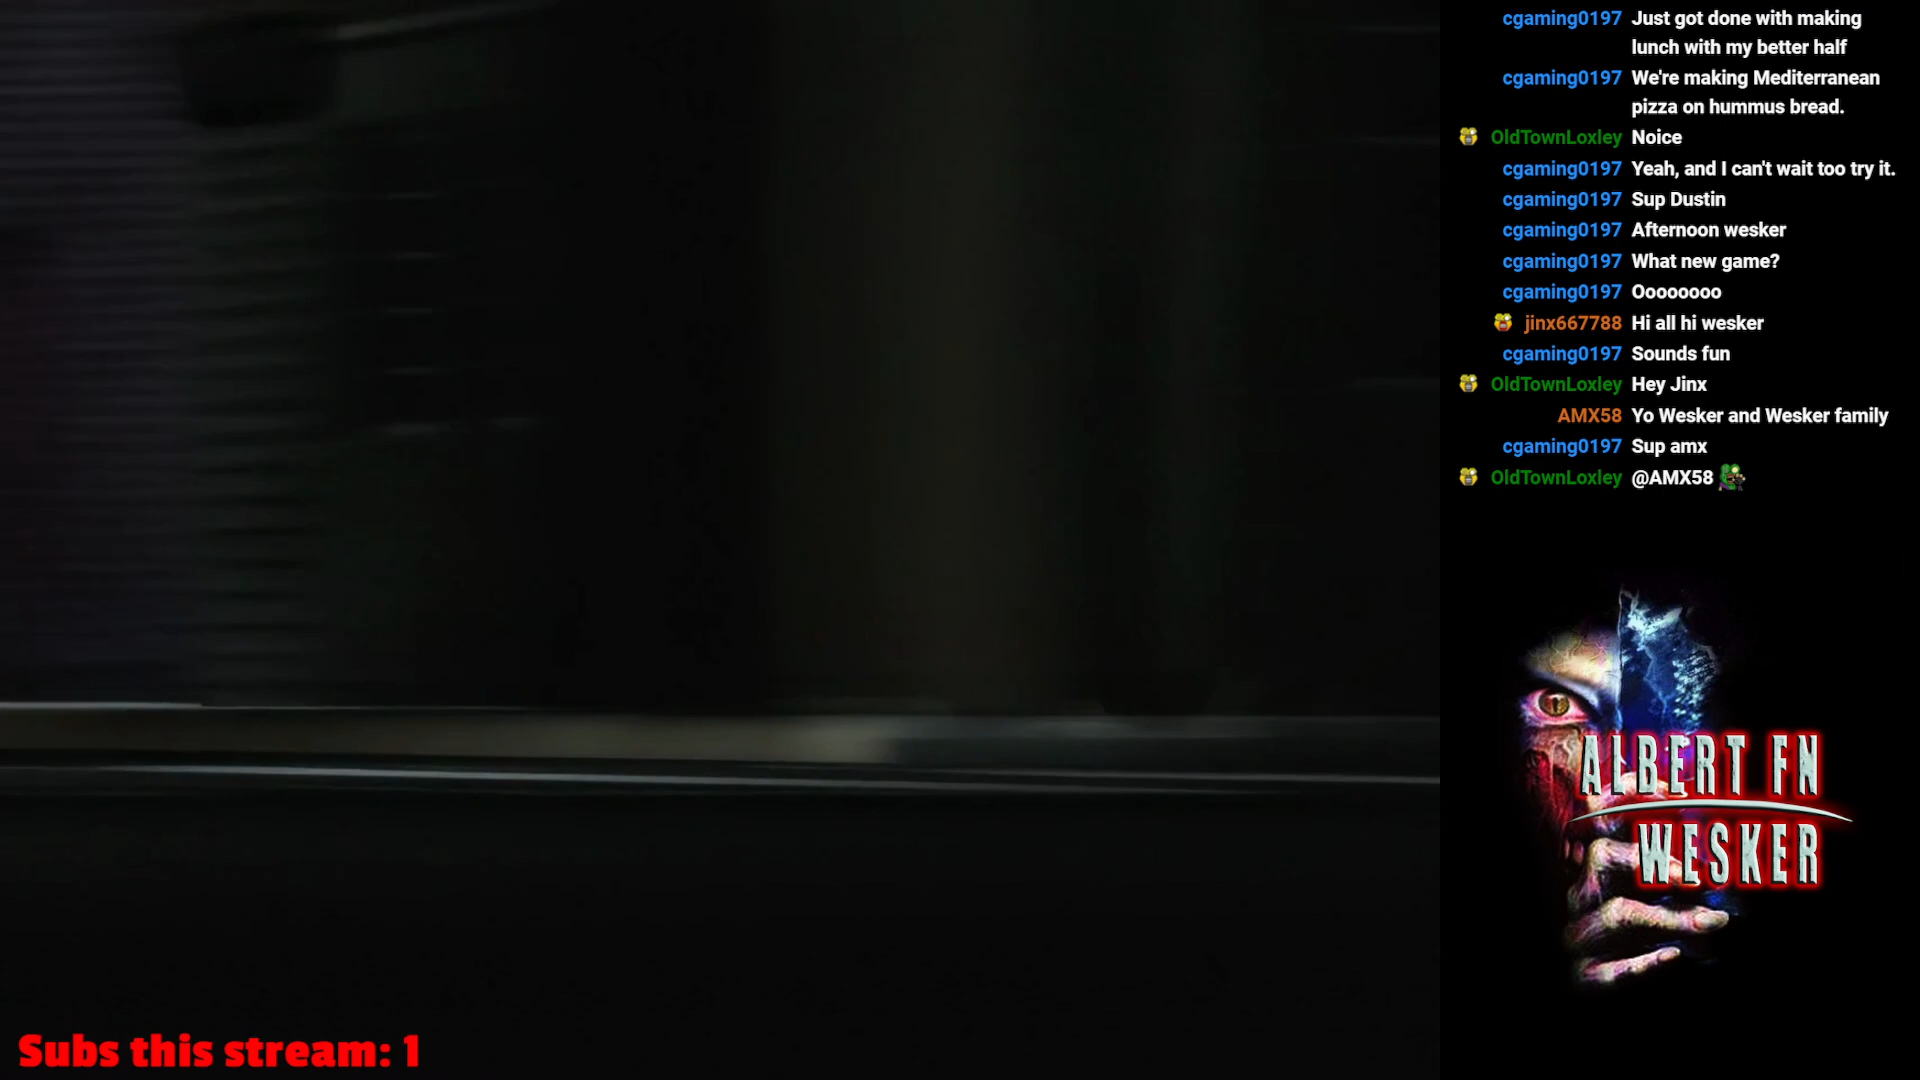 cgaming0197 Just got done with making
lunch with my better half
cgaming0197 We're making Mediterranean
pizza on hummus bread.
OldTownLoxley Noice
cgaming0197 Yeah, and I can't wait too try it.
cgaming0197 Sup Dustin
cgaming0197 Afternoon wesker
cgaming0197 What new game?
cgaming0197 Oooooooo
jinx667788 Hi all hi wesker
cgaming0197 Sounds fun
OldTownLoxley Hey Jinx
AMX58 Yo Wesker and Wesker family
cgaming0197 Sup amx
OldTownLoxley @AMX58
ALBERT FN
WESKER
Subs this stream: 1